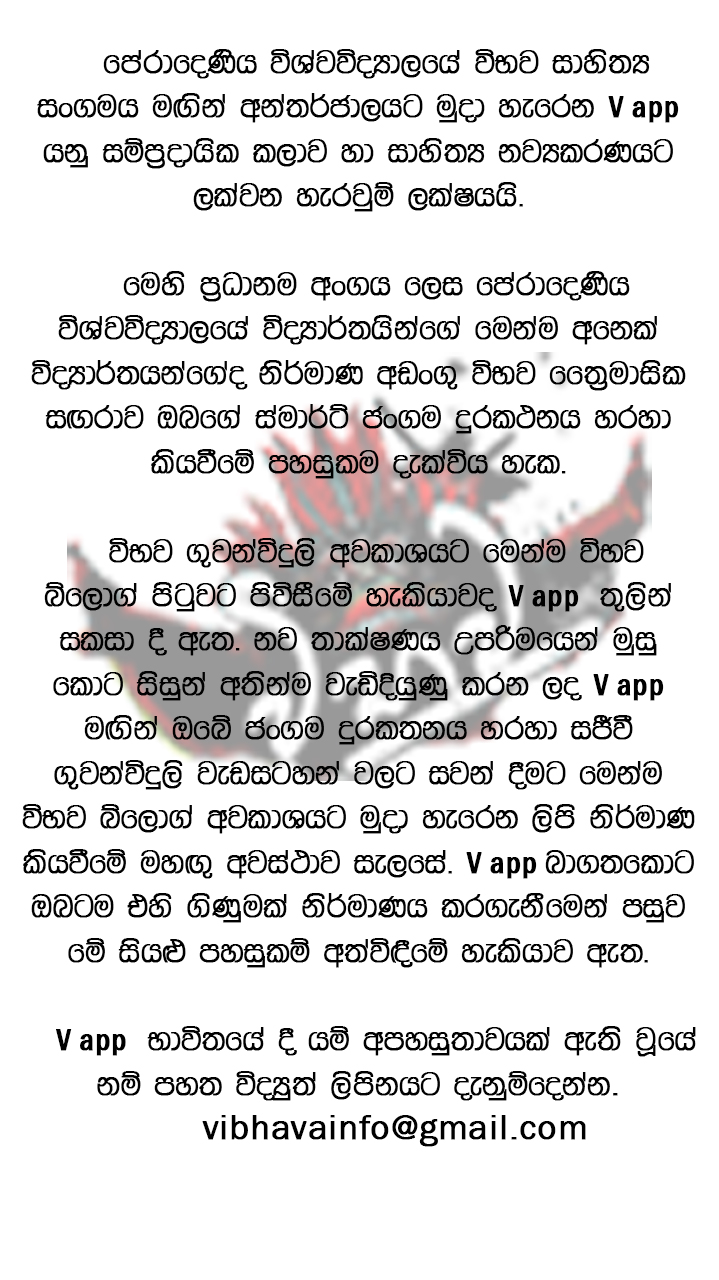 පේරාදෙණිය විශ්වවිද්‍යාලයේ විභව සාහිත්‍ය
සංගමය මඟින් අන්තර්ජාලයට මුදා හැරෙන V app
යනු සම්ප්‍රදායික කලාව හා සාහිත්‍ය නව්‍යකරණයට
ලක්වන හැරවුම් ලක්ෂයයි.
මෙහි ප්‍රධානම අංගය ලෙස පේරාදෙණිය
විශ්වවිද්‍යාලයේ විද්‍යාර්තයින්ගේ මෙන්ම අනෙක්
විද්‍යාර්තයන්ගේද නිර්මාණ අඩංගු විභව ත්‍රෛමාසික
සඟරාව ඔබගේ ස්මාර්ට් ජංගම දුරකථනය හරහා
කියවීමේ පහසුකම දැක්විය හැක.
විභව ගුවන්විදුලි අවකාශයට මෙන්ම විභව
බ්ලොග් පිටුවට පිවිසීමේ හැකියාවද V app තුලින්
සකසා දී ඇත. නව තාක්ෂණය උපරිමයෙන් මුසු
කොට සිසුන් අතින්ම වැඩිදියුණු කරන ලද V app
මඟින් ඔබේ ජංගම දුරකතනය හරහා සජීවී
ගුවන්විදුලි වැඩසටහන් වලට සවන් දීමට මෙන්ම
විභව බ්ලොග් අවකාශයට මුදා හැරෙන ලිපි නිර්මාණ
කියවීමේ මහඟු අවස්ථාව සැලසේ. V app බාගතකොට
ඔබටම එහි ගිණුමක් නිර්මාණය කරගැනීමෙන් පසුව
මේ සියළු පහසුකම් අත්විඳීමේ හැකියාව ඇත.
V app භාවිතයේ දී යම් අපහසුතාවයක් ඇති වූයේ
නම් පහත විද්‍යුත් ලිපිනයට දැනුම්දෙන්න.
vibhavainfo@gmail.com